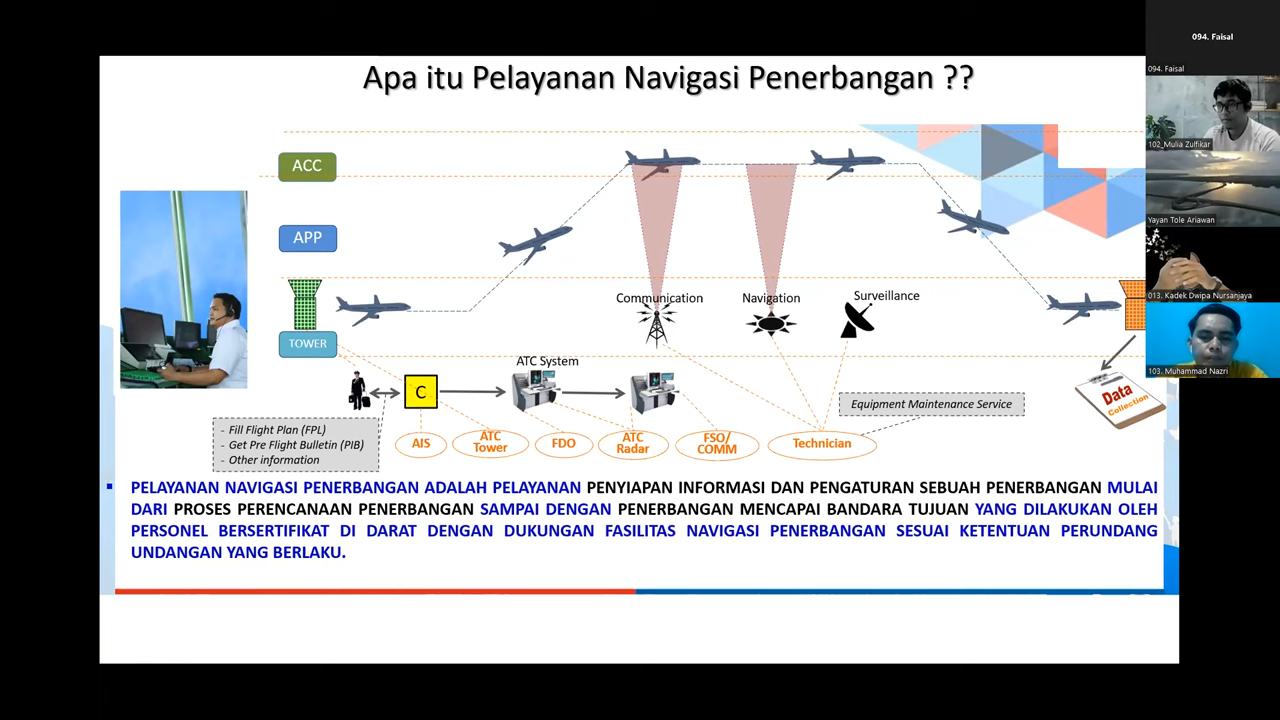 Apa itu Pelayanan Navigasi Penerbangan ??
ACC
APP
TOWER
Communication
Navigation
Surveillance
ATC System
C
Equipment Maintenance Service
Data
Collection
- Fill Flight Plan (FPL)
- Get Pre Flight Bulletin (PIB)
- Other information
AIS
ATC
Tower
FDO
ATC
Radar
FSO/
COMM
Technician
▪ PELAYANAN NAVIGASI PENERBANGAN ADALAH PELAYANAN PENYIAPAN INFORMASI DAN PENGATURAN SEBUAH PENERBANGAN MULAI
DARI PROSES PERENCANAAN PENERBANGAN SAMPAI DENGAN PENERBANGAN MENCAPAI BANDARA TUJUAN YANG DILAKUKAN OLEH
PERSONEL BERSERTIFIKAT DI DARAT DENGAN DUKUNGAN FASILITAS NAVIGASI PENERBANGAN SESUAI KETENTUAN PERUNDANG
UNDANGAN YANG BERLAKU.
094. Faisal
094. Faisal
102_Mulia Zulfikar
Yayan Tole Ariawan
013. Kadek Dwipa Nursanjaya
103. Muhammad Nazri